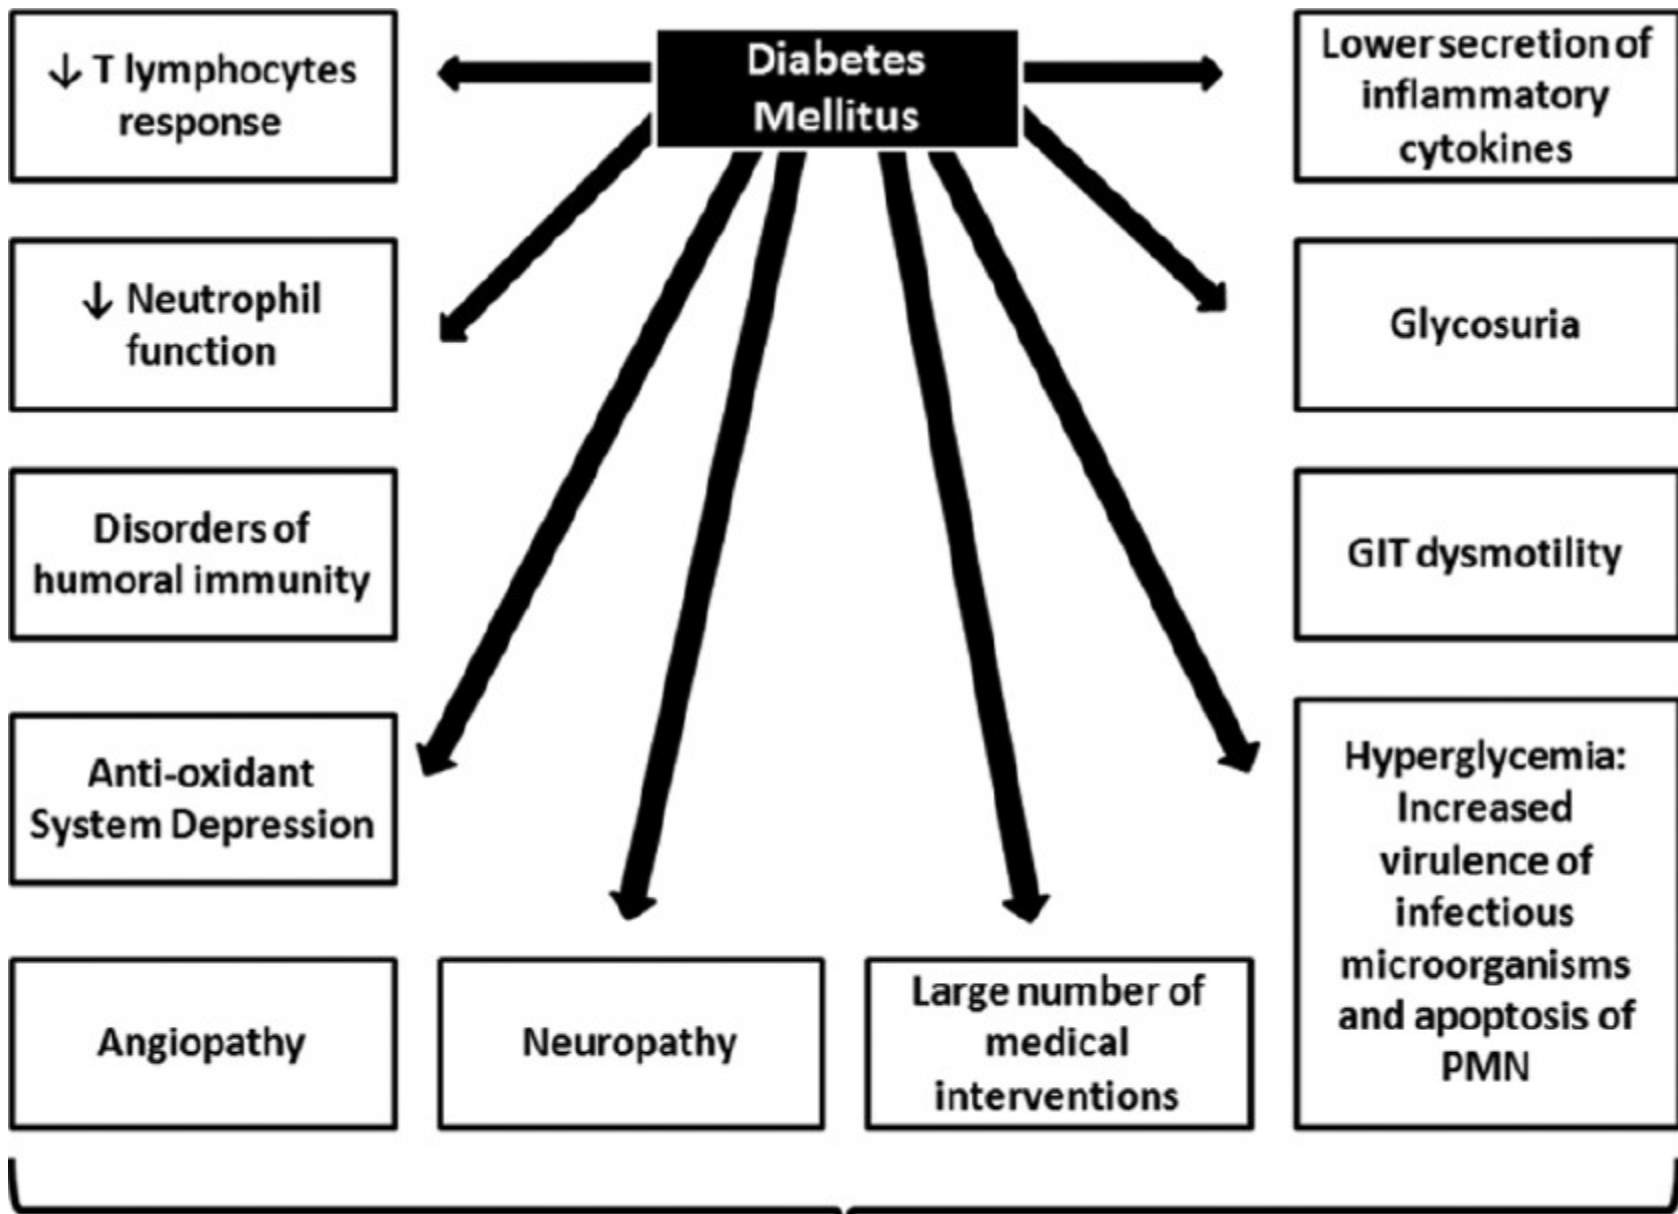 Diabetes
Mellitus
↓ T lymphocytes
response
↓ Neutrophil
function
Disorders of
humoral immunity
Anti-oxidant
System Depression
Angiopathy
Neuropathy
Large number of
medical
interventions
Lower secretion of
inflammatory
cytokines
Glycosuria
GIT dysmotility
Hyperglycemia:
Increased
virulence of
infectious
microorganisms
and apoptosis of
PMN